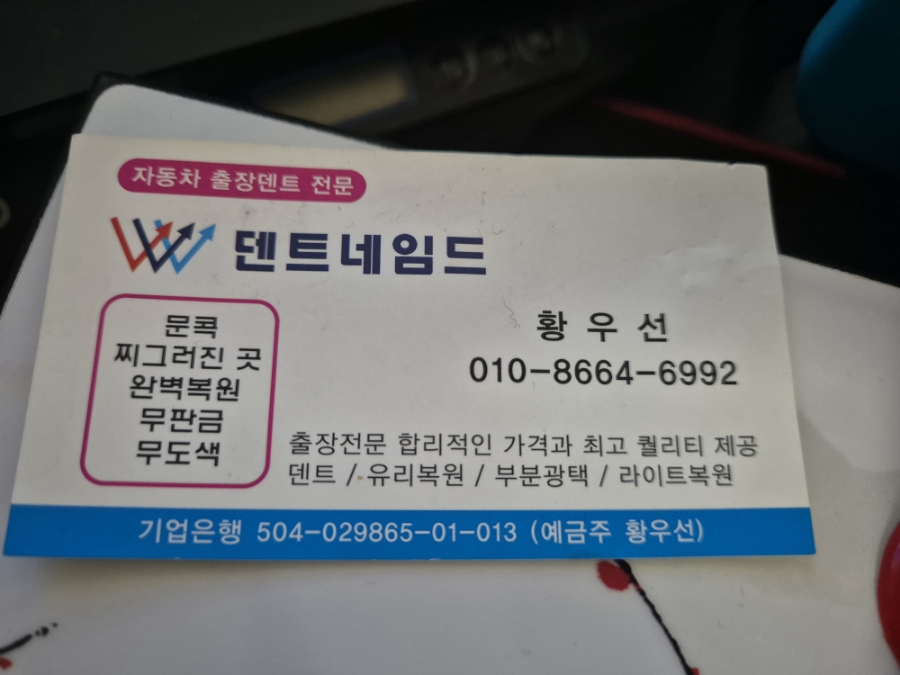 자동차 출장덴트 전문
덴트네임드
문콕
찌그러진 곳
완벽복원
무판금
무도색
황우선
010-8664-6992
출장전문 합리적인 가격과 최고 퀄리티 제공
덴트 / 유리복원 / 부분광택 / 라이트복원
기업은행 504-029865-01-013 (예금주 황우선)